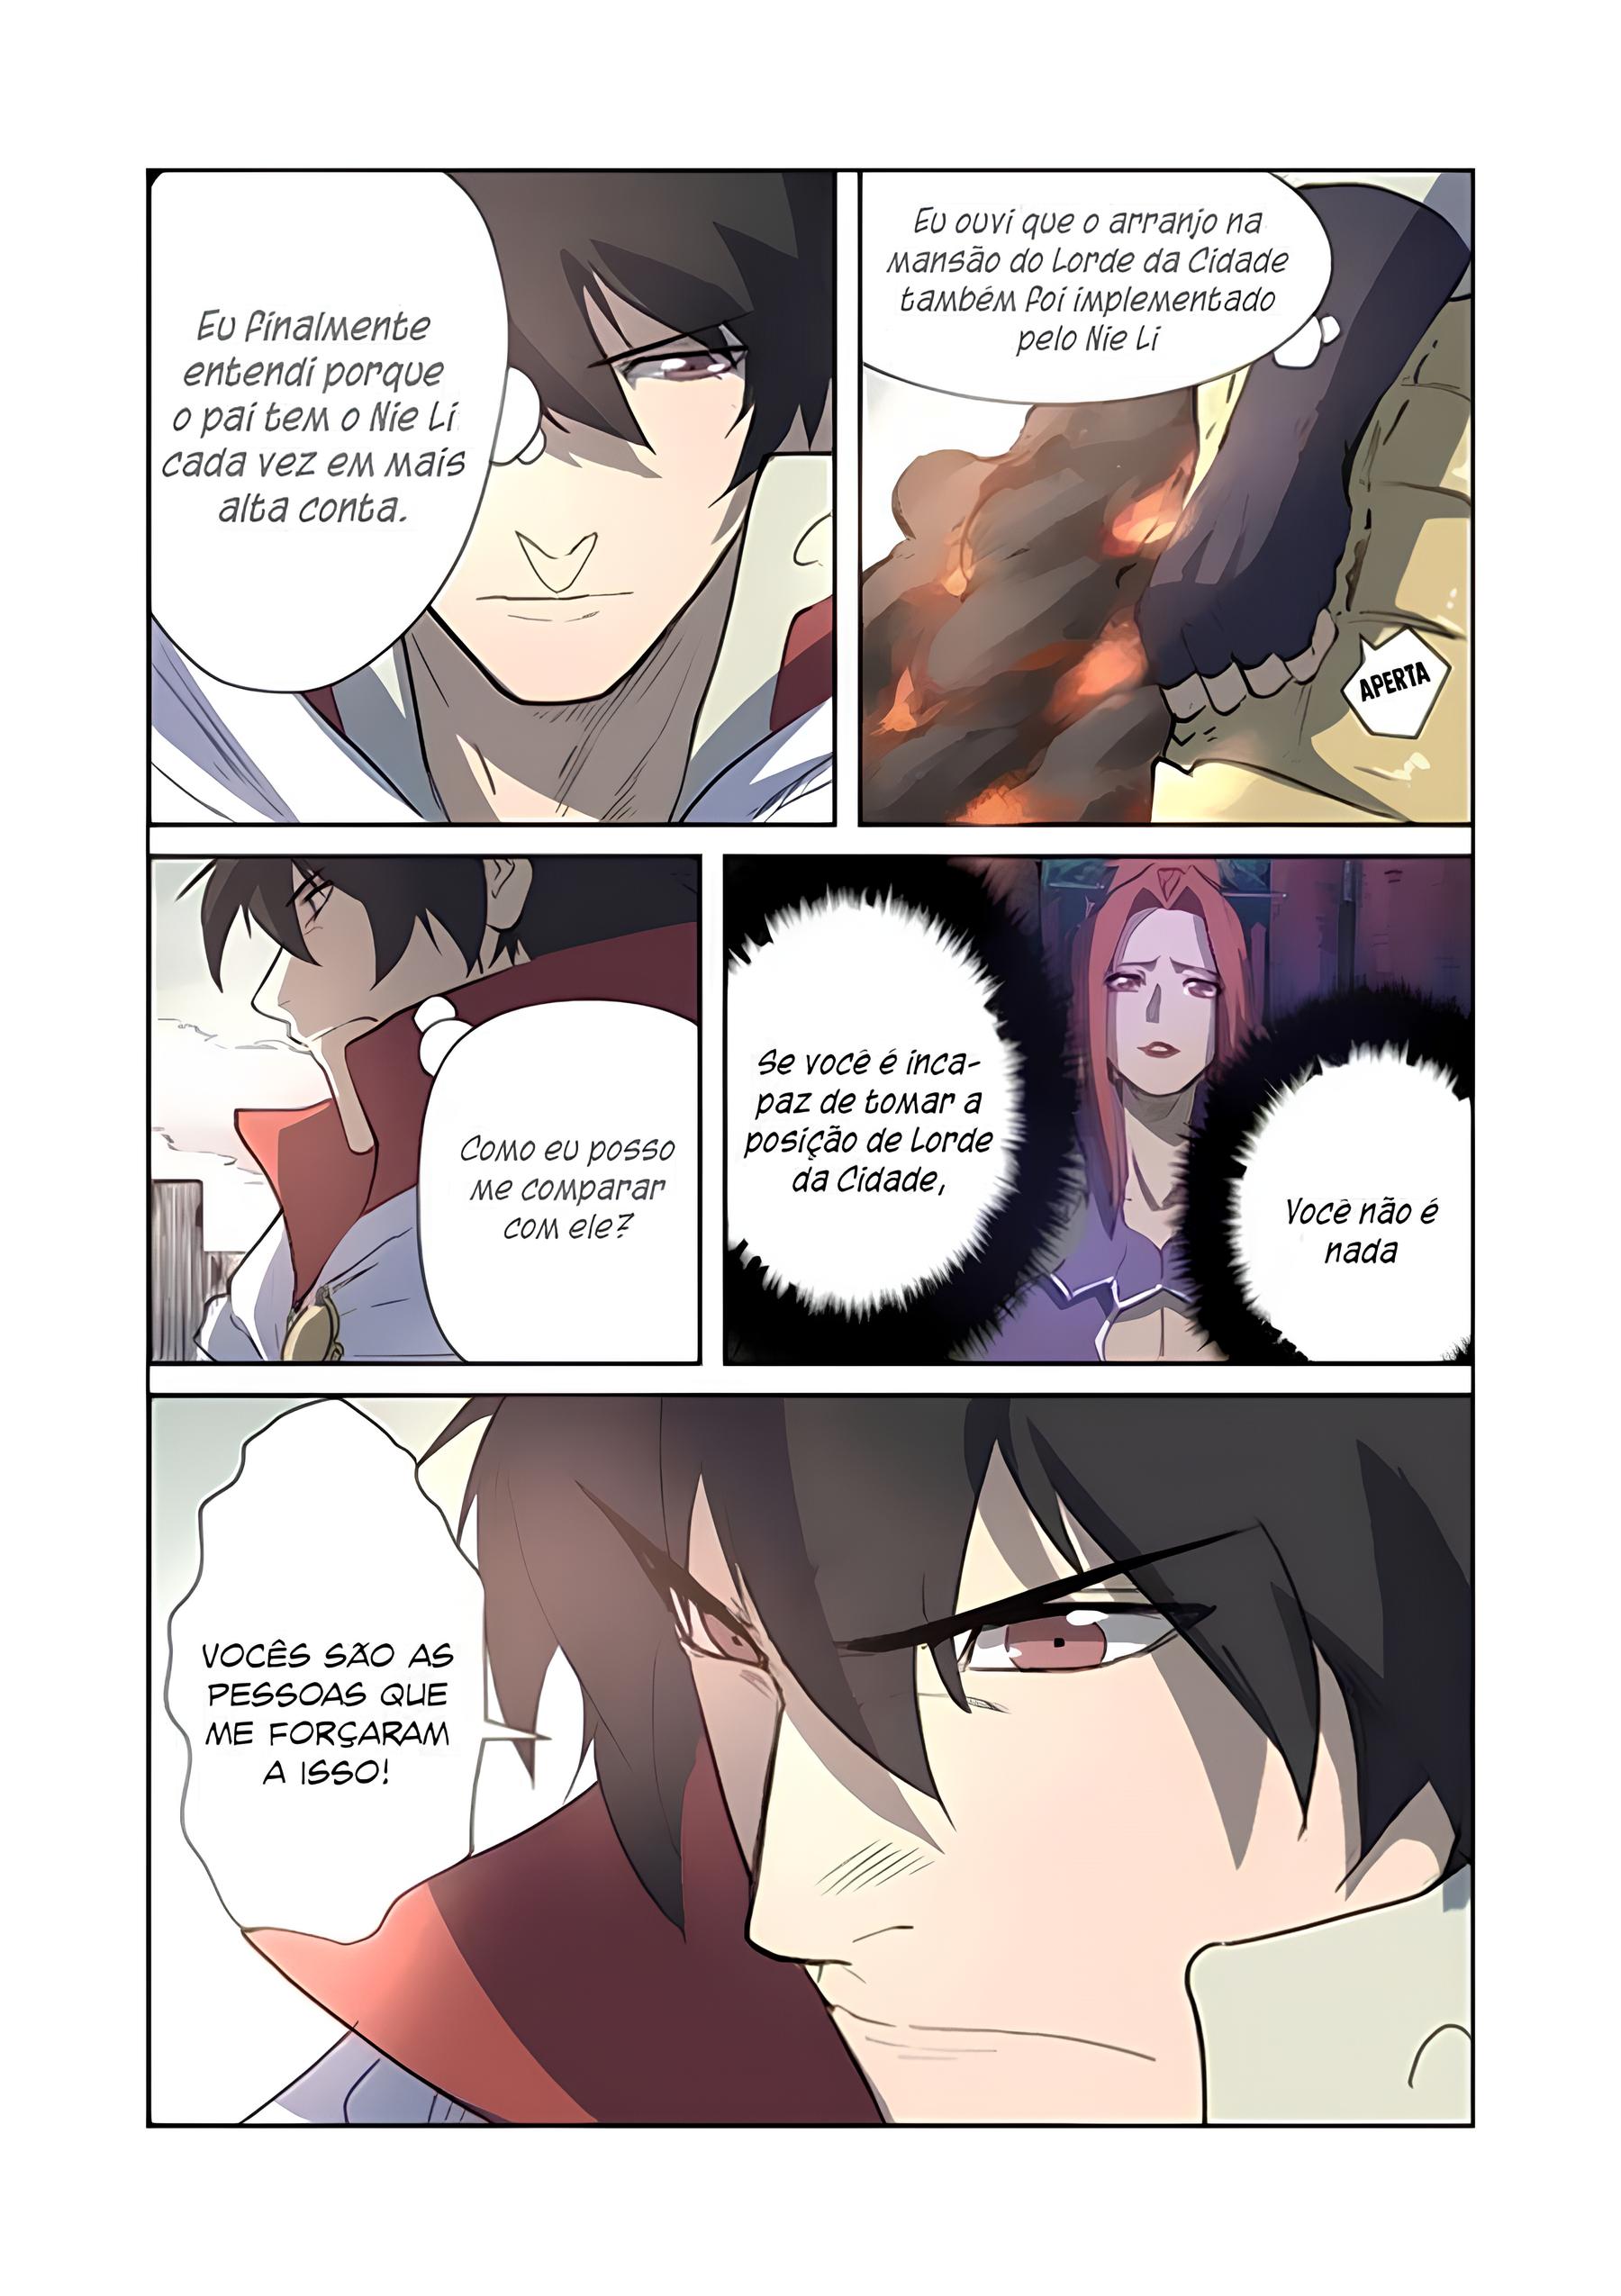 Eu finalmente
entendi porque
o pai tem o Nie Li
cada vez em mais
alta conta.
Eu ouvi que o arranjo na
mansão do Lorde da Cidade
também foi implementado
pelo Nie Li
APERTA
Como eu posso
me comparar
com ele?
Se você é inca-
paz de tomar a
posição de Lorde
da Cidade,
Você não é
nada
VOCÊS SÃO AS
PESSOAS QUE
ME FORÇARAM
A ISSO!